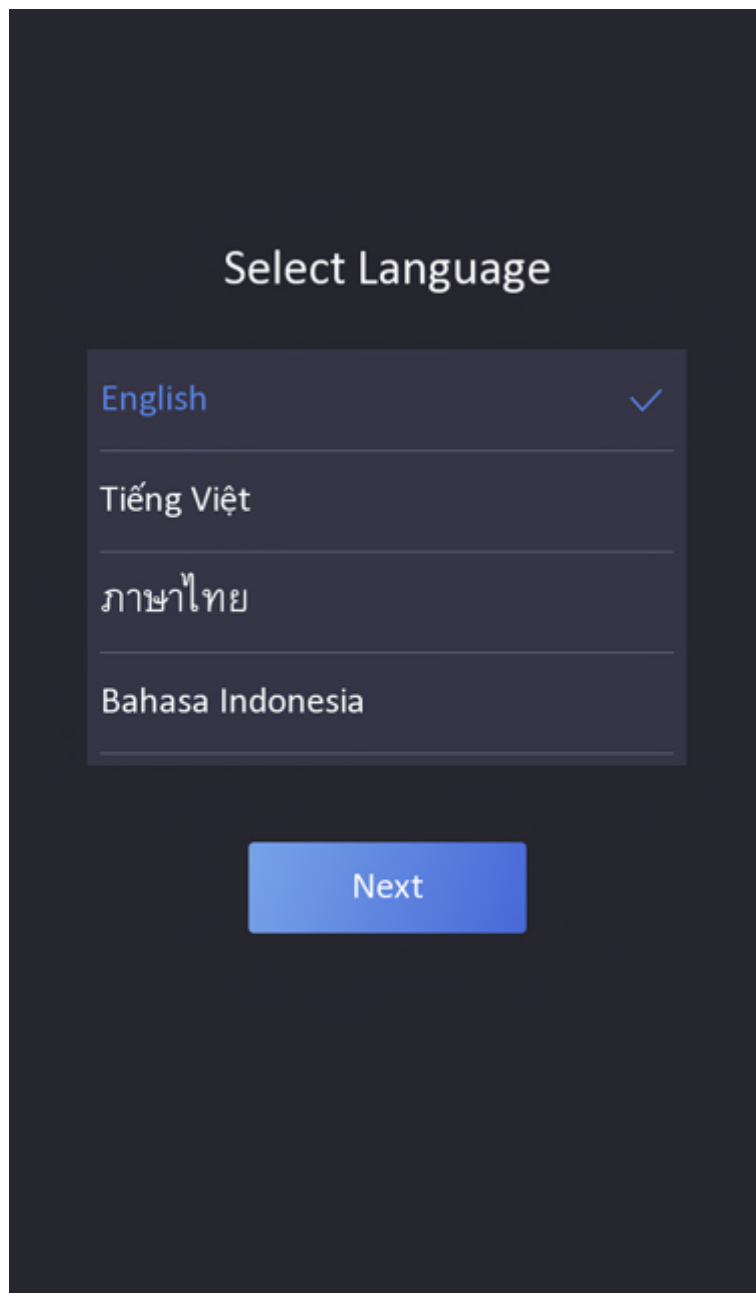 Select Language
English
Tiếng Việt
ภาษาไทย
Bahasa Indonesia
Next